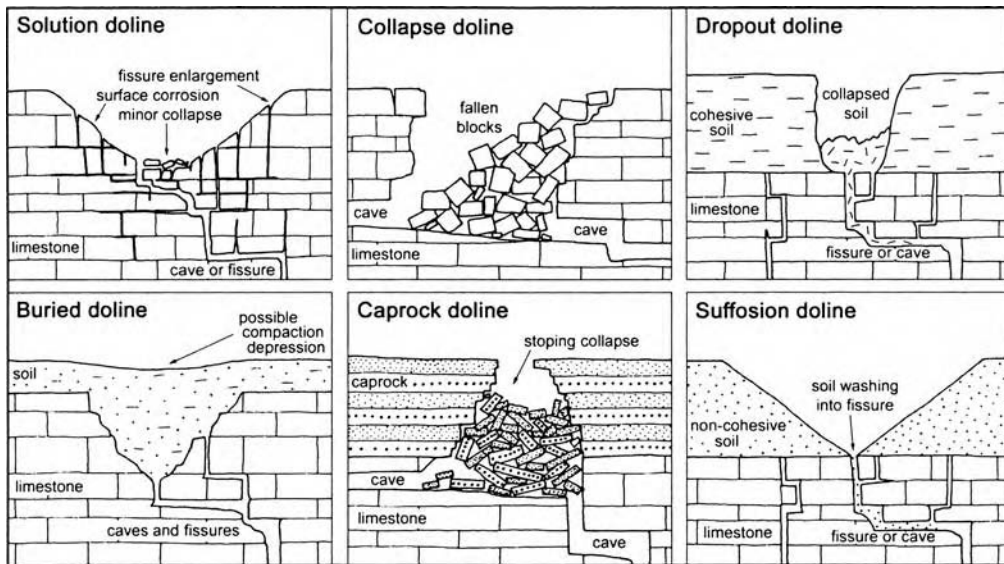 Solution doline
fissure enlargement
surface corrosion
minor collapse
limestone
cave or fissure
Collapse doline
fallen
blocks
cave
cave
limestone
Dropout doline
cohesive
soil
collapsed
soil
limestone
fissure or cave
Buried doline
possible
compaction
depression
soil
limestone
caves and fissures
Caprock doline
stoping collapse
caprock
cave
limestone
cave
Suffosion doline
soil washing
into fissure
non-cohesive
soil
limestone
fissure or cave